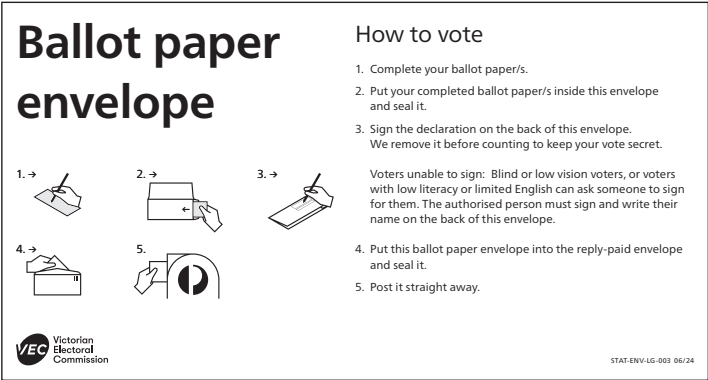 Ballot paper
envelope
1. →
2. →
3. →
4. →
5.
VEC
Victorian
Electoral
Commission
How to vote
1. Complete your ballot paper/s.
2. Put your completed ballot paper/s inside this envelope
and seal it.
3. Sign the declaration on the back of this envelope.
We remove it before counting to keep your vote secret.
Voters unable to sign: Blind or low vision voters, or voters
with low literacy or limited English can ask someone to sign
for them. The authorised person must sign and write their
name on the back of this envelope.
4. Put this ballot paper envelope into the reply-paid envelope
and seal it.
5. Post it straight away.
STAT-ENV-LG-003 06/24